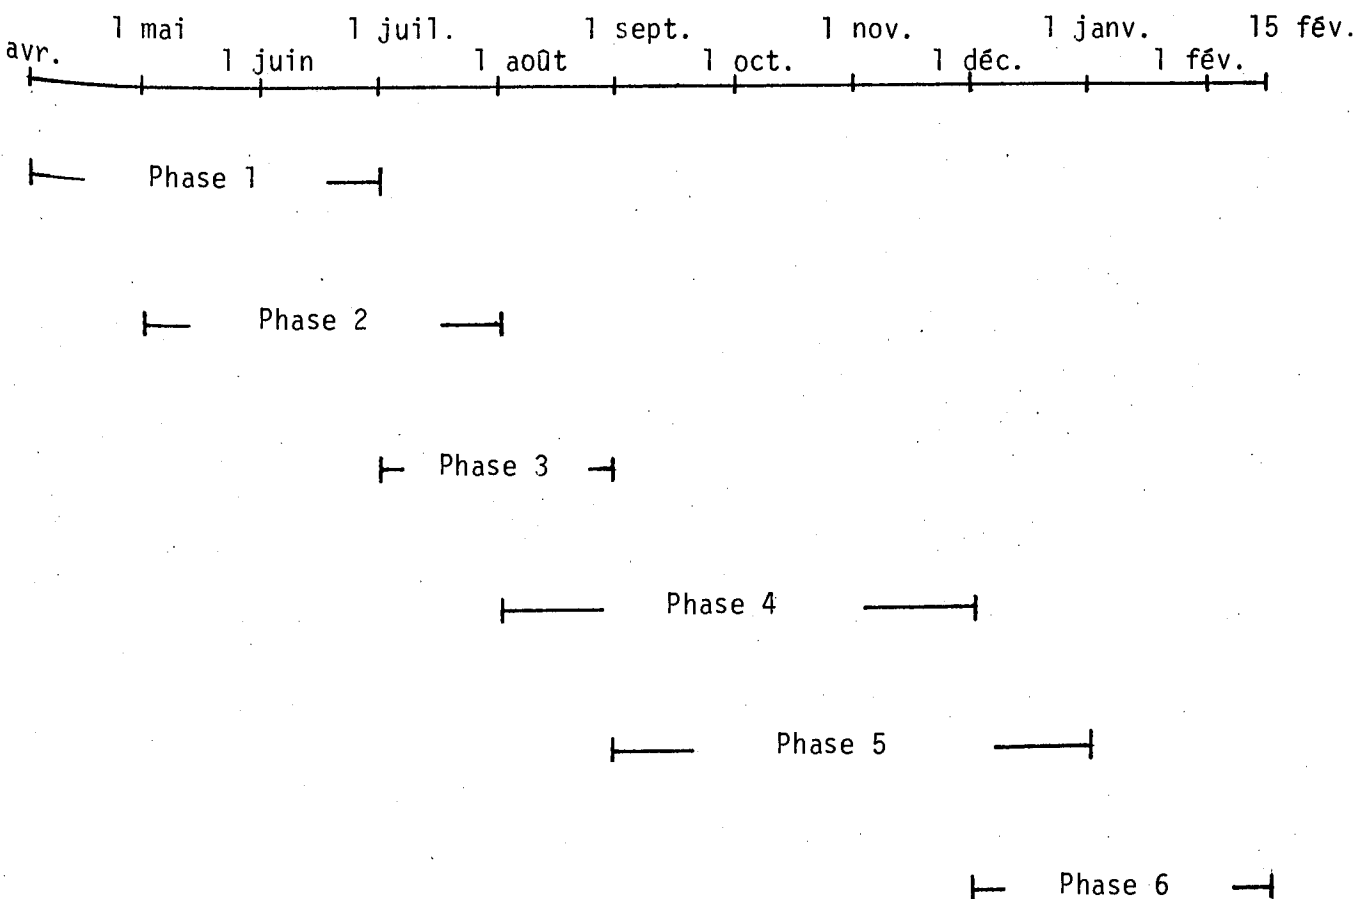 1 mai 1 juil. 1 sept. 1 nov. 1 janv. 15 fév.
avr. 1 juin 1 août 1 oct. 1 déc. 1 fév.
Phase 1
Phase 2
Phase 3
Phase 4
Phase 5
Phase 6